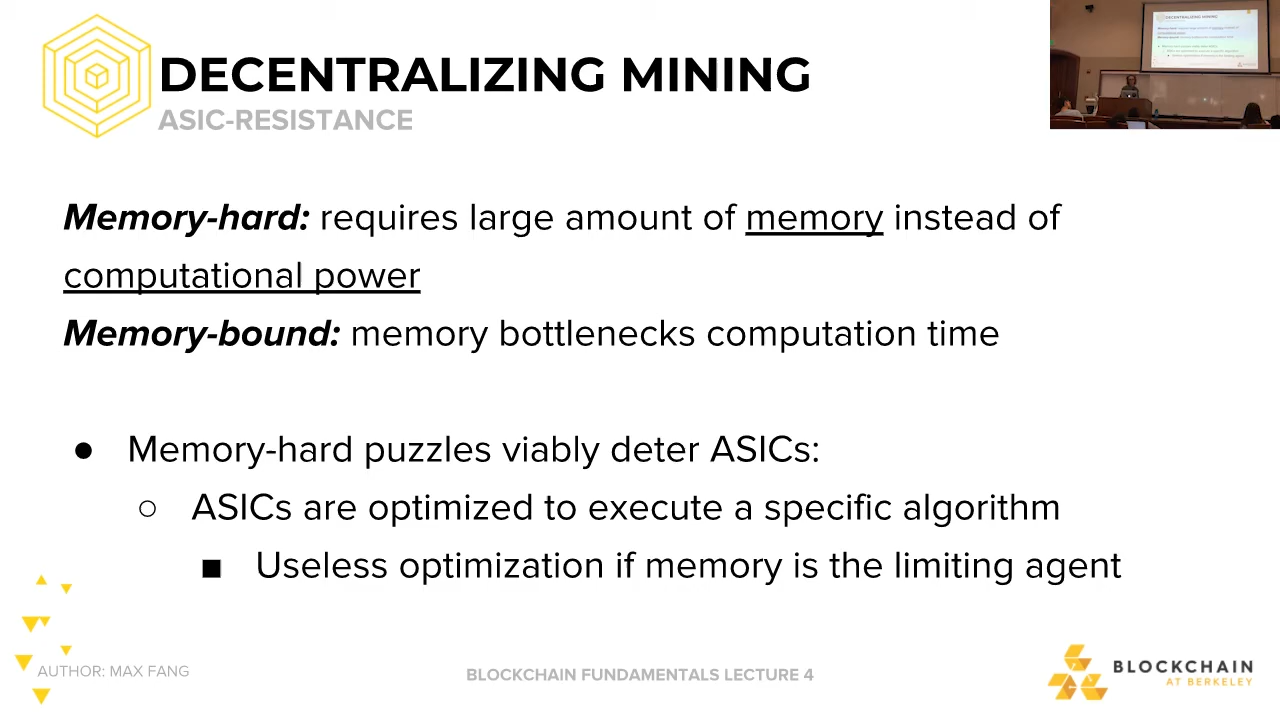 DECENTRALIZING MINING
ASIC-RESISTANCE
DECENTRALIZING MINING
Memory-hard: requires large amount of memory instead of
computational power
Memory-bound: memory bottlenecks computation time
● Memory-hard puzzles viably deter ASICs:
○ ASICs are optimized to execute a specific algorithm
■ Useless optimization if memory is the limiting agent
AUTHOR: MAX FANG
BLOCKCHAIN FUNDAMENTALS LECTURE 4
BLOCKCHAIN
AT BERKELEY